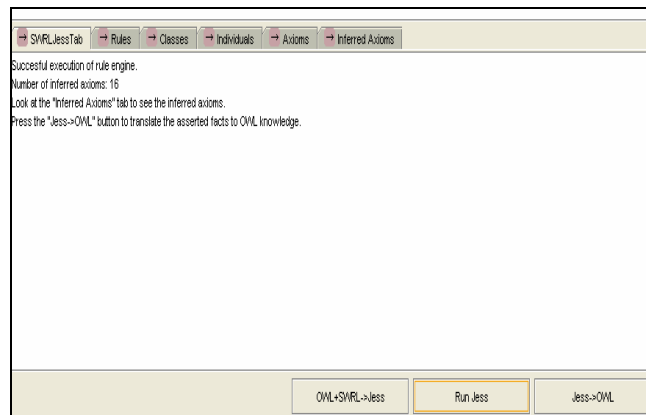 SWRLJessTab Rules Classes Individuals Axioms Inferred Axioms
Succesful execution of rule engine.
Number of inferred axioms: 16
Look at the "Inferred Axioms" tab to see the inferred axioms.
Press the "Jess->OWL" button to translate the asserted facts to OWL knowledge.
OWL+SWRL->Jess Run Jess Jess->OWL